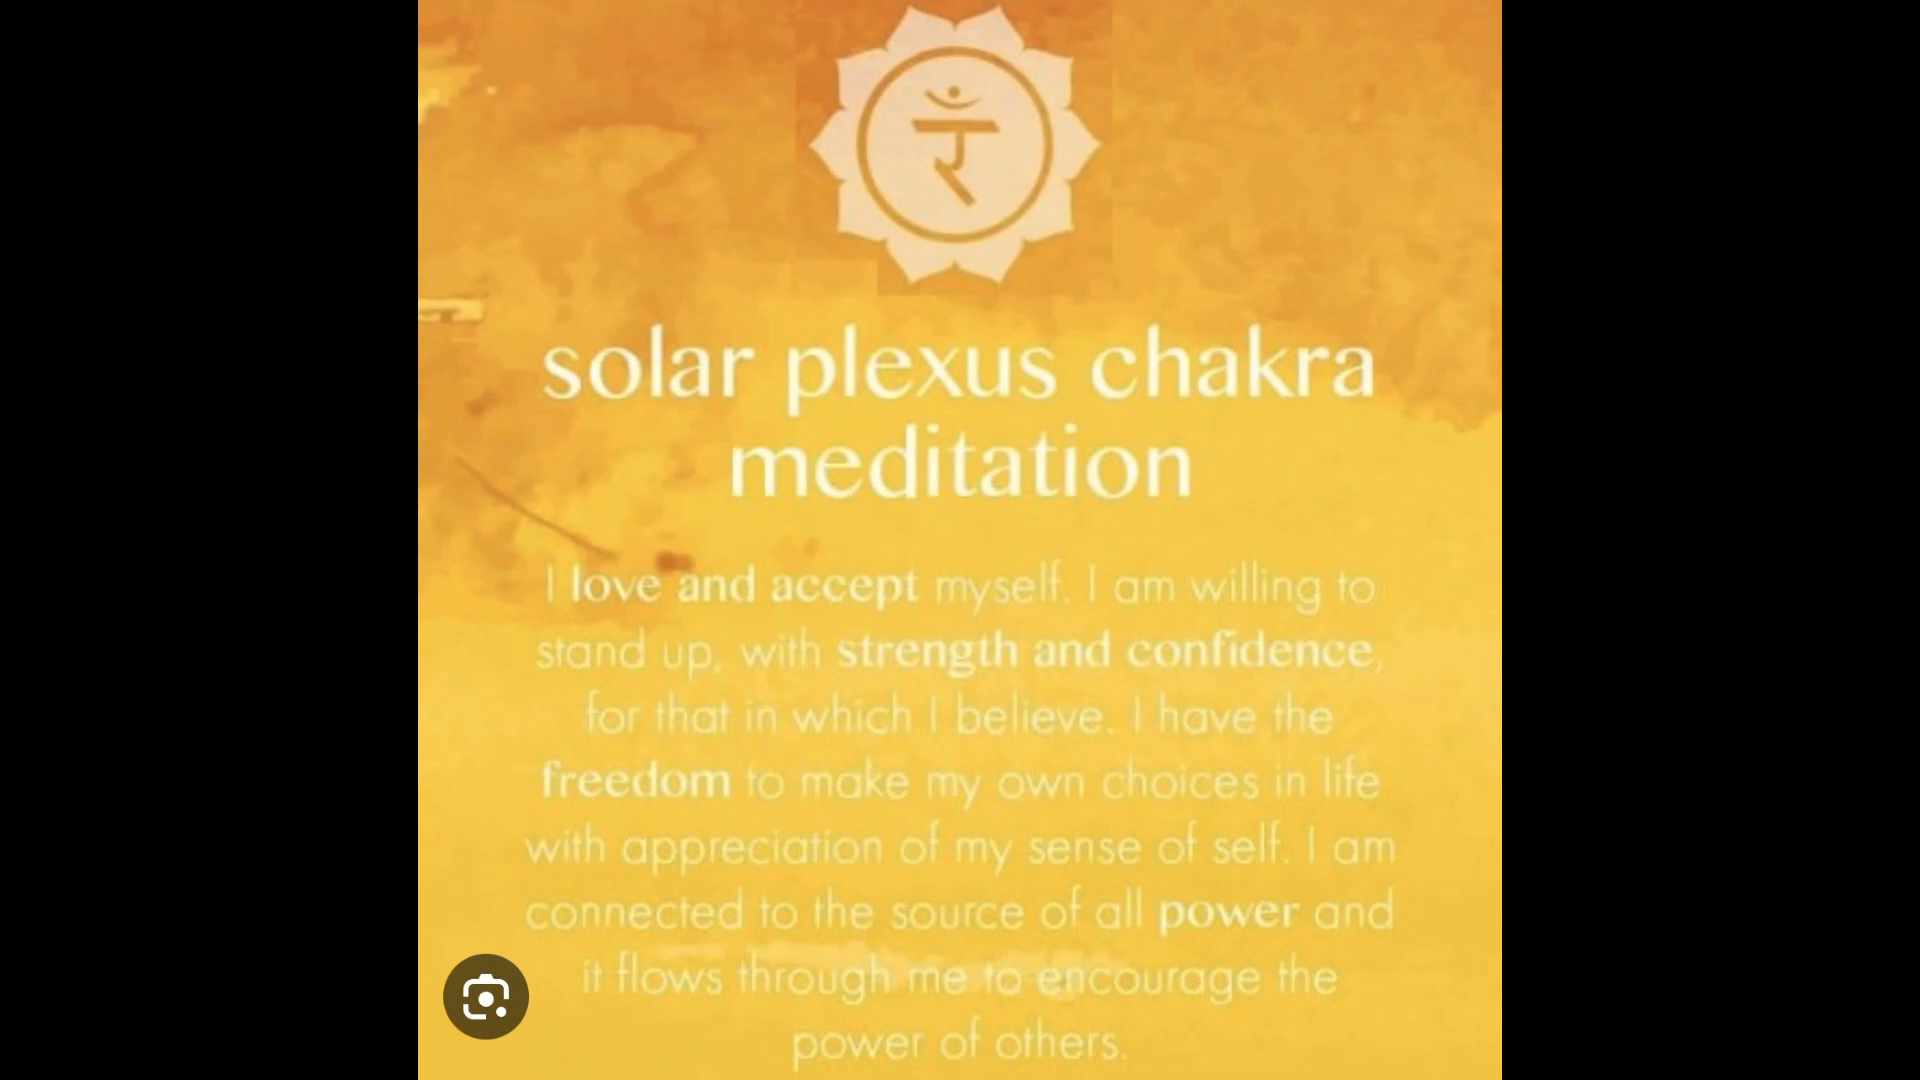 रं
solar plexus chakra
meditation
I love and accept myself. I am willing to
stand up, with strength and confidence,
for that in which I believe. I have the
freedom to make my own choices in life
with appreciation of my sense of self. I am
connected to the source of all power and
it flows through me to encourage the
power of others.